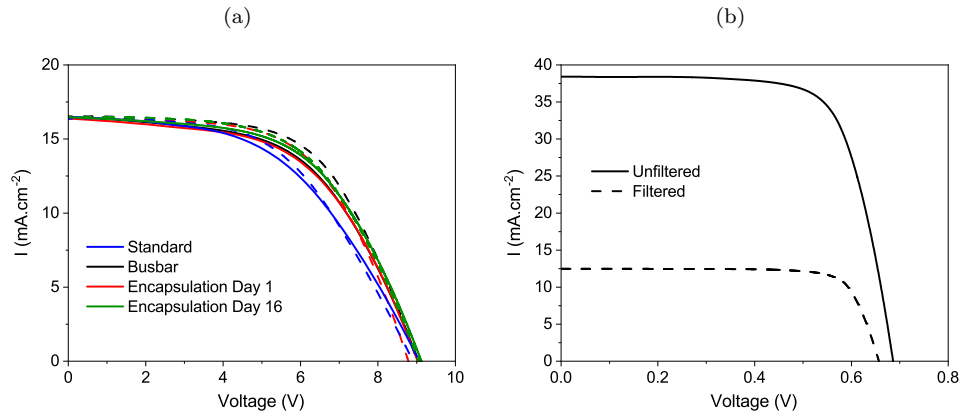 (a)
20
15
10
5
0
I (mA.cm-2)
Standard
Busbar
Encapsulation Day 1
Encapsulation Day 16
0 2 4 6 8 10
Voltage (V)
(b)
40
35
30
25
20
15
10
5
0
I (mA.cm-2)
Unfiltered
Filtered
0.0 0.2 0.4 0.6 0.8
Voltage (V)